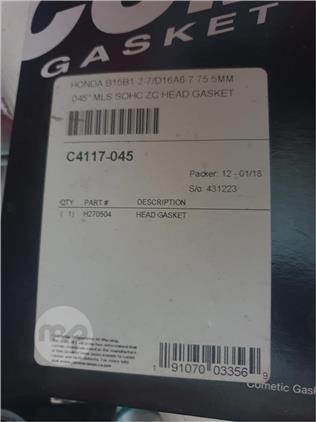 GASKET
HONDA B15B1-2-7/D16A6-7 75.5MM
.045" MLS SOHC ZC HEAD GASKET
C4117-045
Packer: 12 - 01/18
S/o: 431223
QTY PART # DESCRIPTION
( 1) H270504 HEAD GASKET
1 91070 03356 9
Cometic Gask